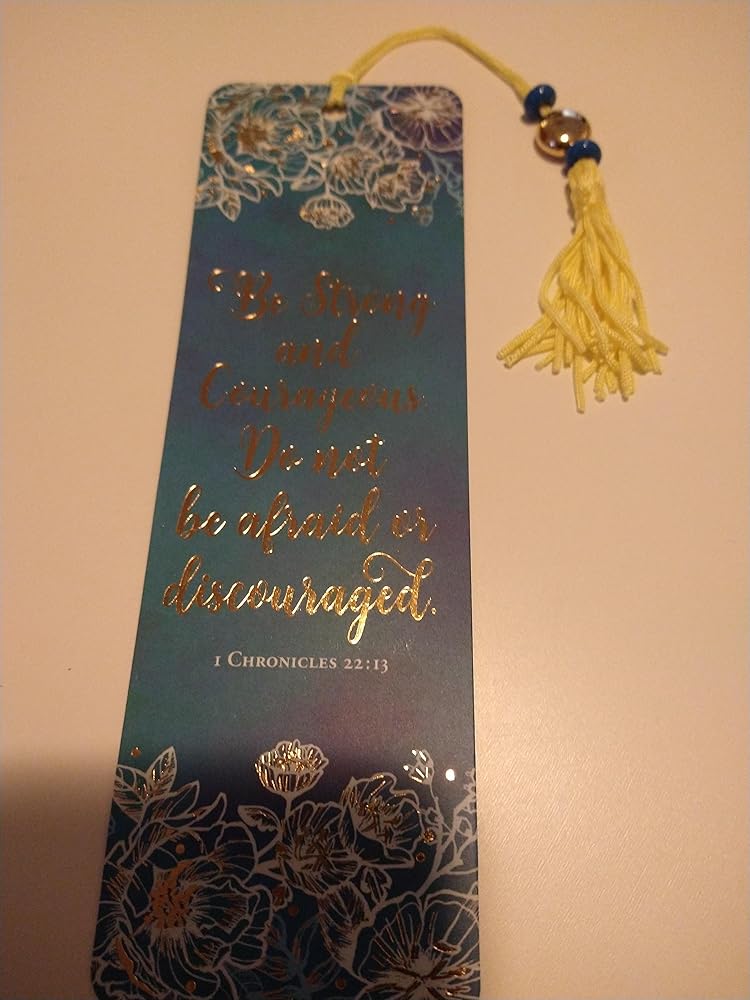 Be Strong
and
Courageous
Do not
be afraid or
discouraged.
1 Chronicles 22:13